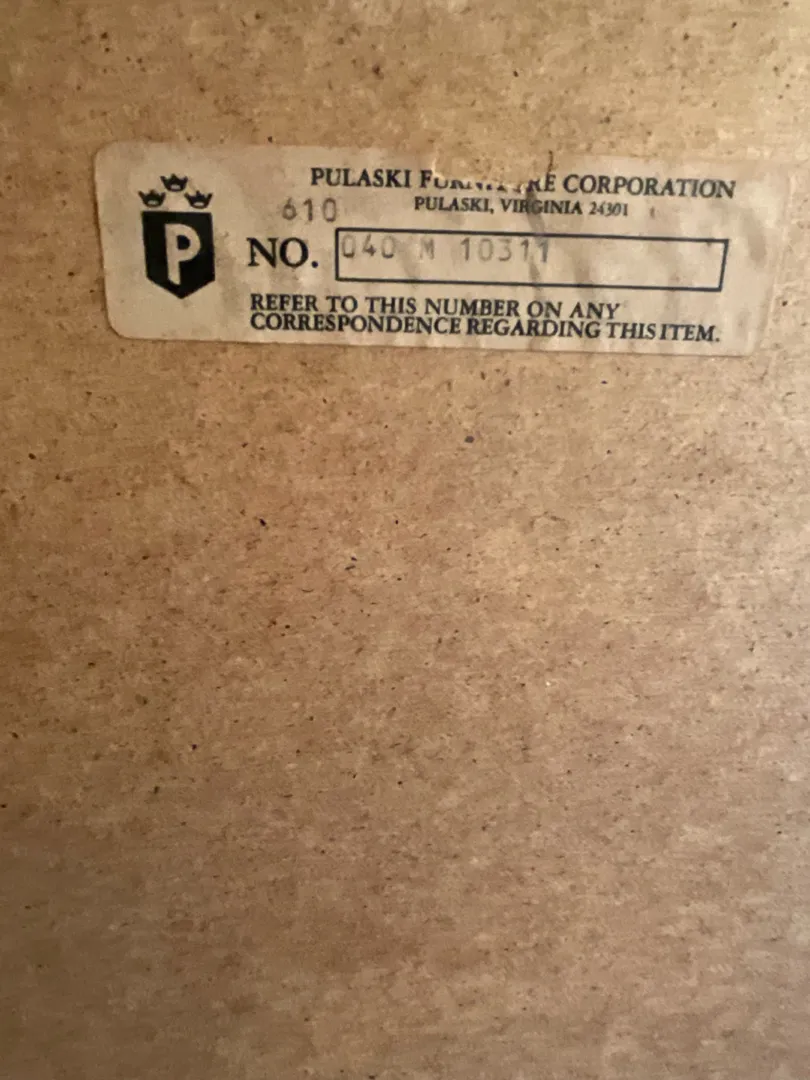 P
PULASKI FURNITURE CORPORATION
610 PULASKI, VIRGINIA 24301
NO. 040 M 10311
REFER TO THIS NUMBER ON ANY
CORRESPONDENCE REGARDING THIS ITEM.